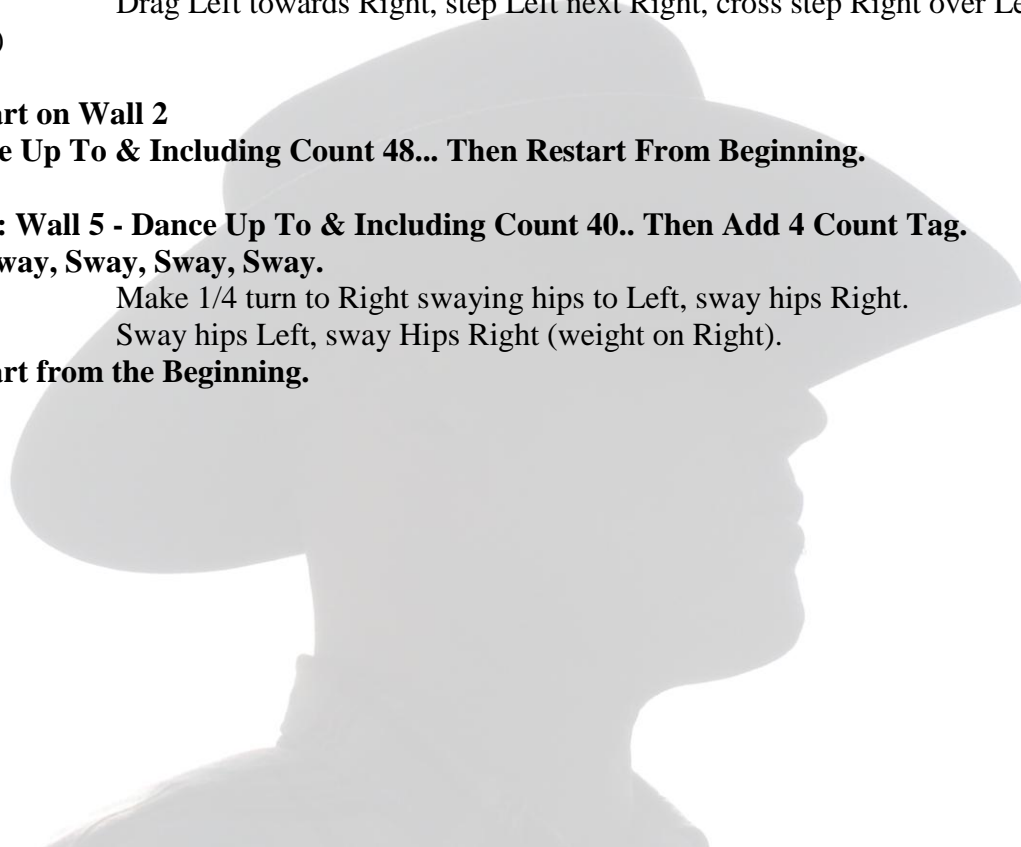 Drag Left towards Right, step Left next Right, cross step Right over Le
)
art on Wall 2
e Up To & Including Count 48... Then Restart From Beginning.
: Wall 5 - Dance Up To & Including Count 40.. Then Add 4 Count Tag.
way, Sway, Sway, Sway.
Make 1/4 turn to Right swaying hips to Left, sway hips Right.
Sway hips Left, sway Hips Right (weight on Right).
art from the Beginning.